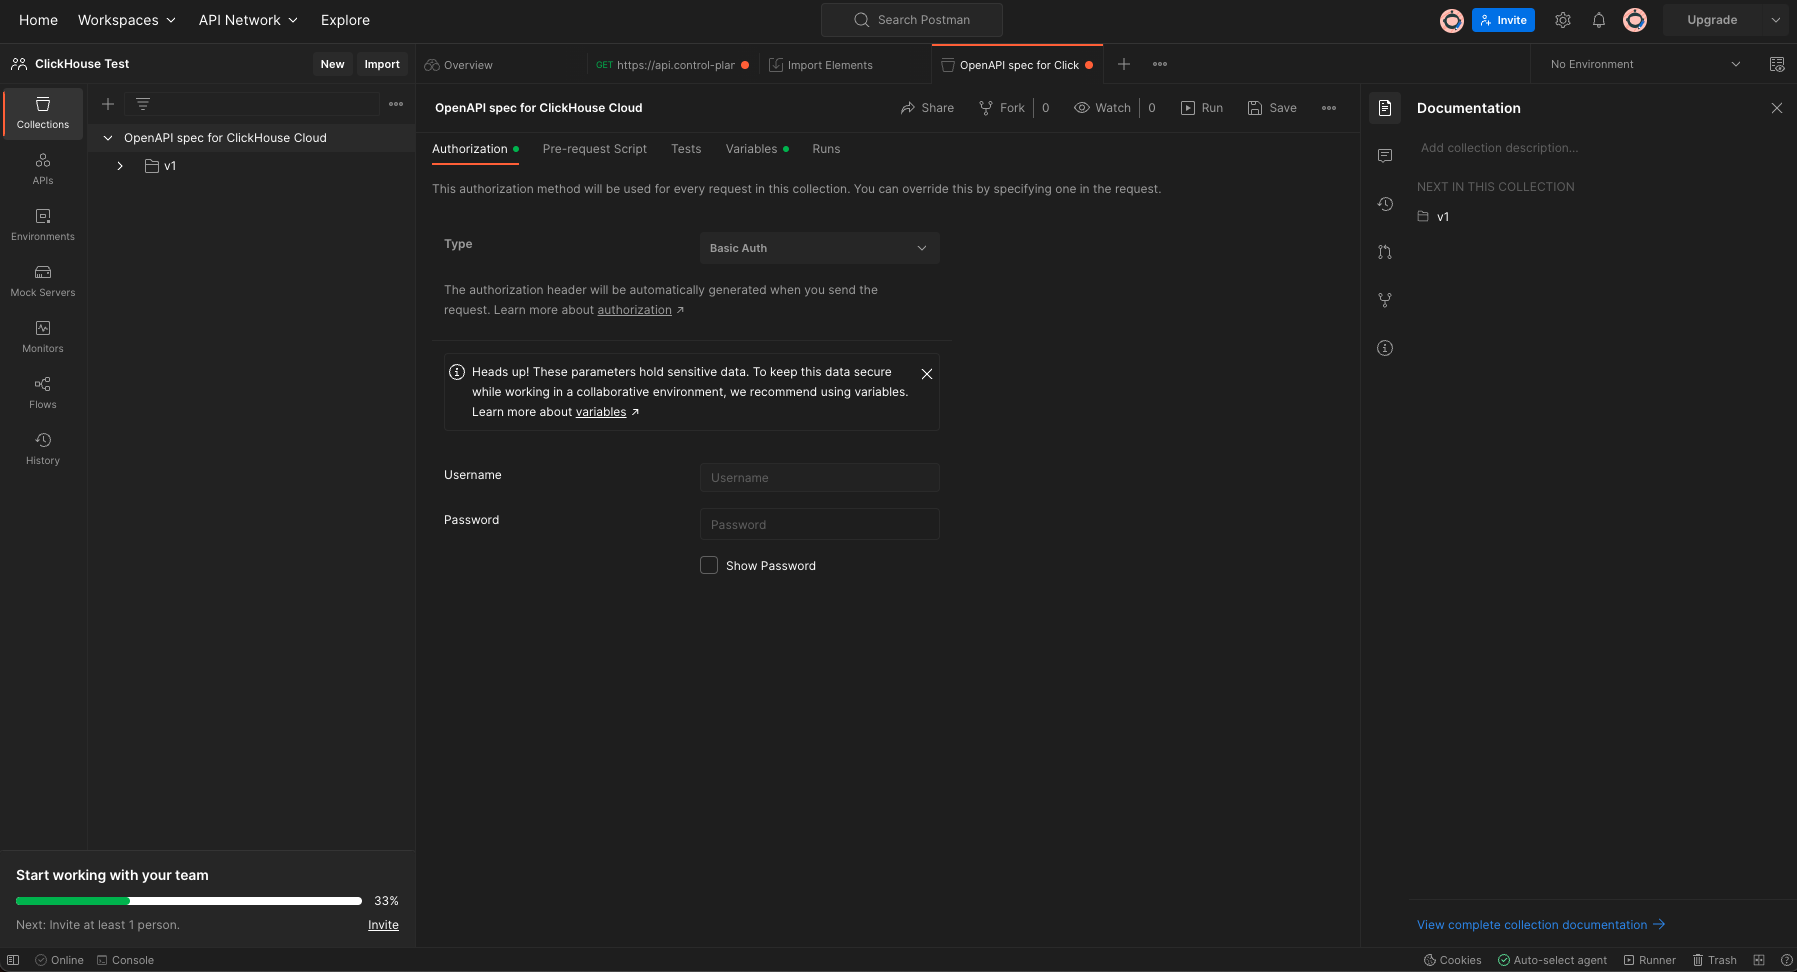 Home Workspaces API Network Explore
Search Postman
Invite
Upgrade
ClickHouse Test
New Import
Overview
GET https://api.control-plar
Import Elements
OpenAPI spec for Click
No Environment
Collections
APIs
Environments
Mock Servers
Monitors
Flows
History
OpenAPI spec for ClickHouse Cloud
v1
OpenAPI spec for ClickHouse Cloud
Share Fork 0 Watch 0 Run Save
Authorization Pre-request Script Tests Variables Runs
This authorization method will be used for every request in this collection. You can override this by specifying one in the request.
Type
Basic Auth
The authorization header will be automatically generated when you send the
request. Learn more about authorization ↗
Heads up! These parameters hold sensitive data. To keep this data secure
while working in a collaborative environment, we recommend using variables.
Learn more about variables ↗
Username
Username
Password
Password
Show Password
Documentation
Add collection description...
NEXT IN THIS COLLECTION
v1
View complete collection documentation →
Start working with your team
33%
Next: Invite at least 1 person.
Invite
Online Console
Cookies Auto-select agent Runner Trash